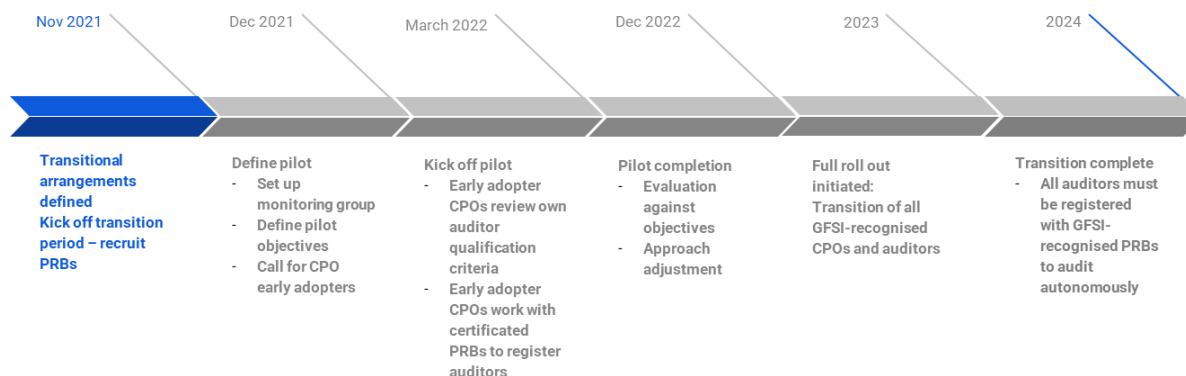 Nov 2021
Dec 2021
March 2022
Dec 2022
2023
2024
Transitional
arrangements
defined
Kick off transition
period – recruit
PRBs
Define pilot
- Set up
monitoring group
- Define pilot
objectives
- Call for CPO
early adopters
Kick off pilot
- Early adopter
CPOs review own
auditor
qualification
criteria
- Early adopter
CPOs work with
certificated
PRBs to register
auditors
Pilot completion
- Evaluation
against
objectives
- Approach
adjustment
Full roll out
initiated:
Transition of all
GFSI-recognised
CPOs and auditors
Transition complete
- All auditors must
be registered
with GFSI-
recognised PRBs
to audit
autonomously